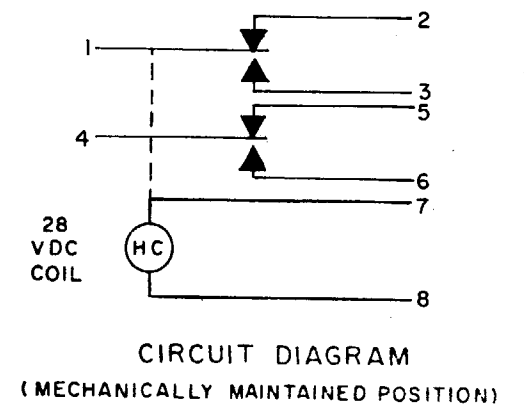 2
1
3
5
4
6
7
28
VDC
COIL
HC
8
CIRCUIT DIAGRAM
(MECHANICALLY MAINTAINED POSITION)